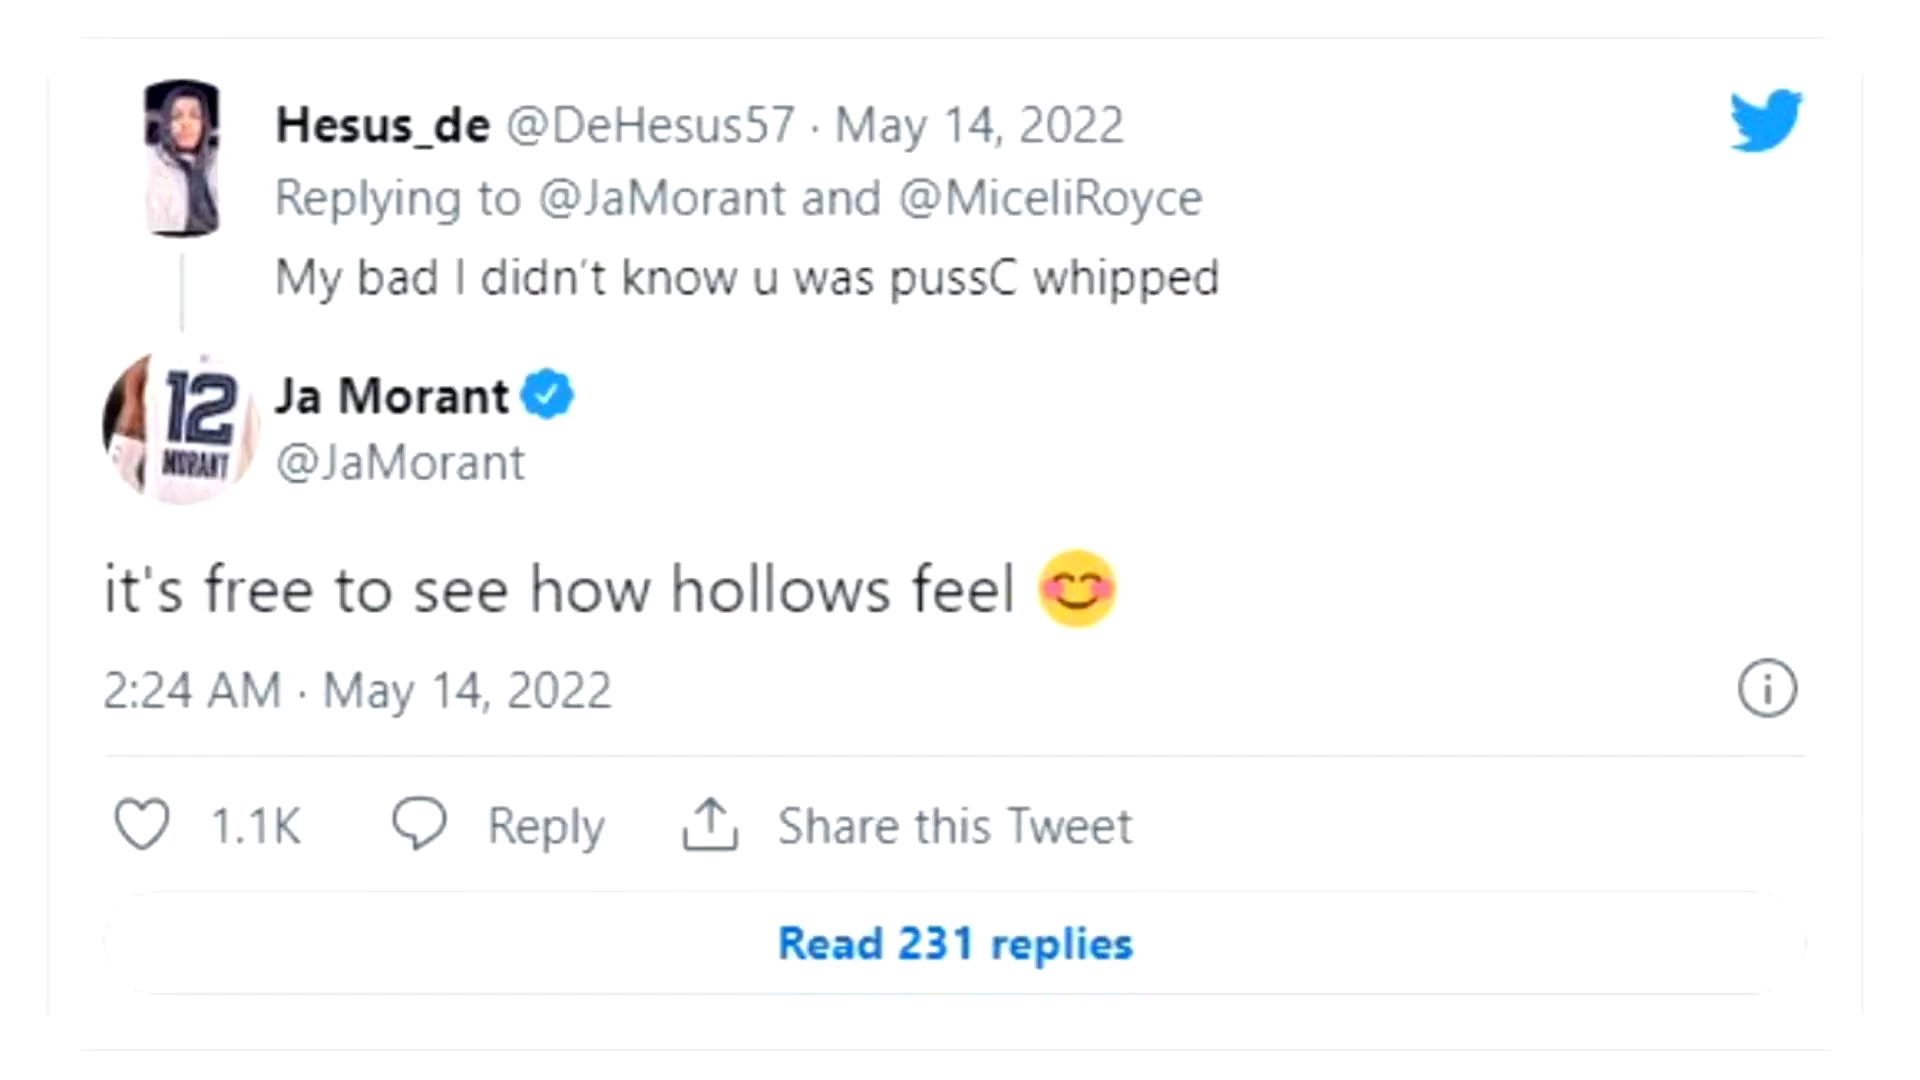 Hesus_de @DeHesus57 · May 14, 2022
Replying to @JaMorant and @MiceliRoyce
My bad I didn't know u was pussC whipped
12
MORANT
Ja Morant
@JaMorant
it's free to see how hollows feel 😊
2:24 AM · May 14, 2022
1.1K Reply Share this Tweet
Read 231 replies